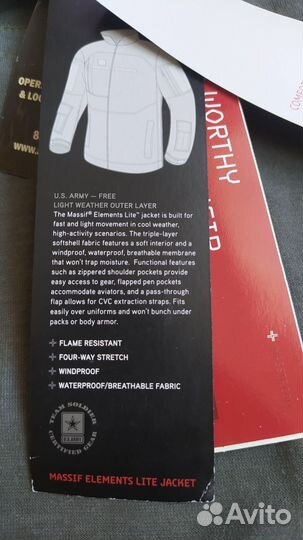 OPER
& LO
8
COMFO
WORTHY
U.S. ARMY — FREE
LIGHT WEATHER OUTER LAYER
The Massif® Elements Lite™ jacket is built for
fast and light movement in cool weather,
high-activity scenarios. The triple-layer
softshell fabric features a soft interior and a
windproof, waterproof, breathable membrane
that won't trap moisture. Functional features
such as zippered shoulder pockets provide
easy access to gear, flapped pen pockets
accommodate aviators, and a pass-through
flap allows for CVC extraction straps. Fits
easily over uniforms and won't bunch under
packs or body armor.
+ FLAME RESISTANT
+ FOUR-WAY STRETCH
+ WINDPROOF
+ WATERPROOF/BREATHABLE FABRIC
TEAM SOLDIER
U.S. ARMY
CERTIFIED GEAR
MASSIF ELEMENTS LITE JACKET
Avito